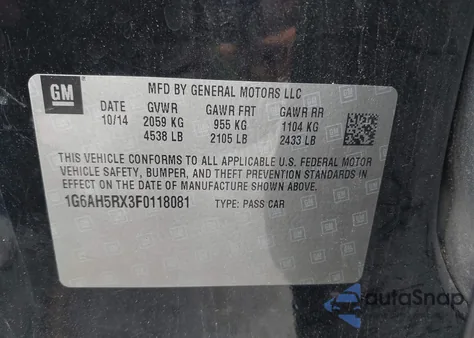 GM
MFD BY GENERAL MOTORS LLC
DATE GVWR GAWR FRT GAWR RR
10/14 2059 KG 955 KG 1104 KG
4538 LB 2105 LB 2433 LB
THIS VEHICLE CONFORMS TO ALL APPLICABLE U.S. FEDERAL MOTOR
VEHICLE SAFETY, BUMPER, AND THEFT PREVENTION STANDARDS
IN EFFECT ON THE DATE OF MANUFACTURE SHOWN ABOVE.
1G6AH5RX3F0118081 TYPE: PASS CAR
autoSnap